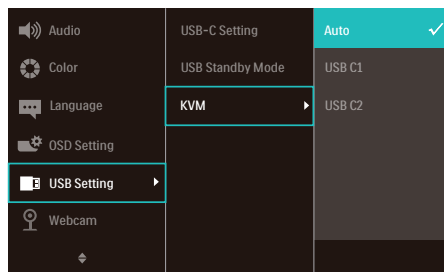 Audio
Color
Language
OSD Setting
USB Setting
Webcam
USB-C Setting
USB Standby Mode
KVM
Auto
USB C1
USB C2